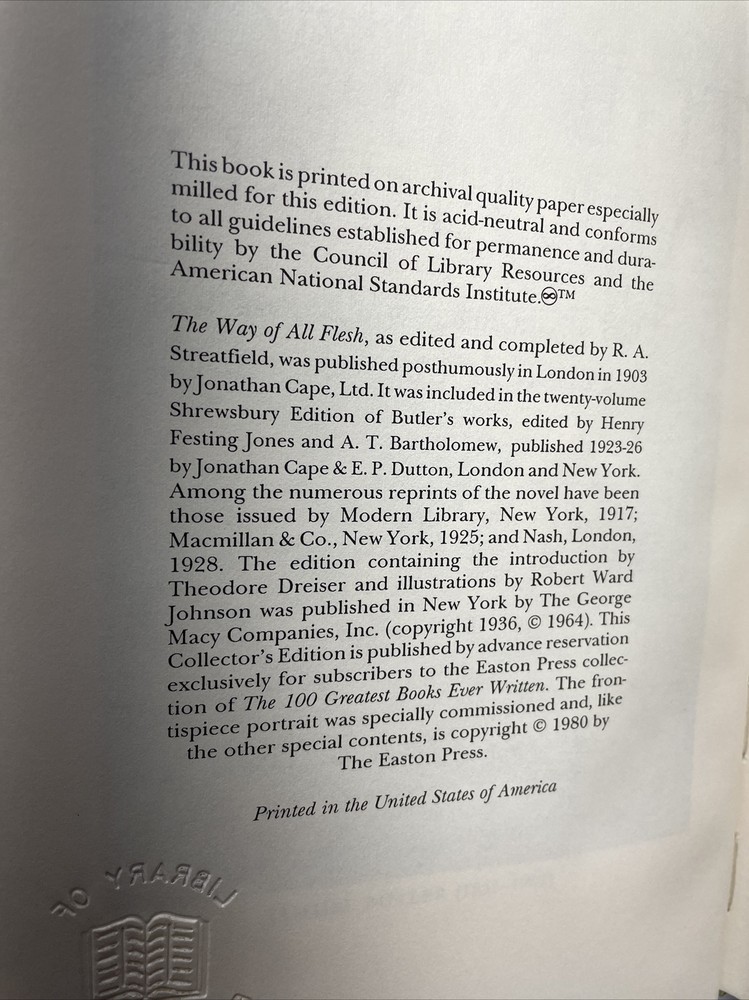 This book is printed on archival quality paper especially
milled for this edition. It is acid-neutral and conforms
to all guidelines established for permanence and dura-
bility by the Council of Library Resources and the
American National Standards Institute.♾™
The Way of All Flesh, as edited and completed by R. A.
Streatfield, was published posthumously in London in 1903
by Jonathan Cape, Ltd. It was included in the twenty-volume
Shrewsbury Edition of Butler's works, edited by Henry
Festing Jones and A. T. Bartholomew, published 1923-26
by Jonathan Cape & E. P. Dutton, London and New York.
Among the numerous reprints of the novel have been
those issued by Modern Library, New York, 1917;
Macmillan & Co., New York, 1925; and Nash, London,
1928. The edition containing the introduction by
Theodore Dreiser and illustrations by Robert Ward
Johnson was published in New York by The George
Macy Companies, Inc. (copyright 1936, © 1964). This
Collector's Edition is published by advance reservation
exclusively for subscribers to the Easton Press collec-
tion of The 100 Greatest Books Ever Written. The fron-
tispiece portrait was specially commissioned and, like
the other special contents, is copyright © 1980 by
The Easton Press.
Printed in the United States of America
LIBRARY OF